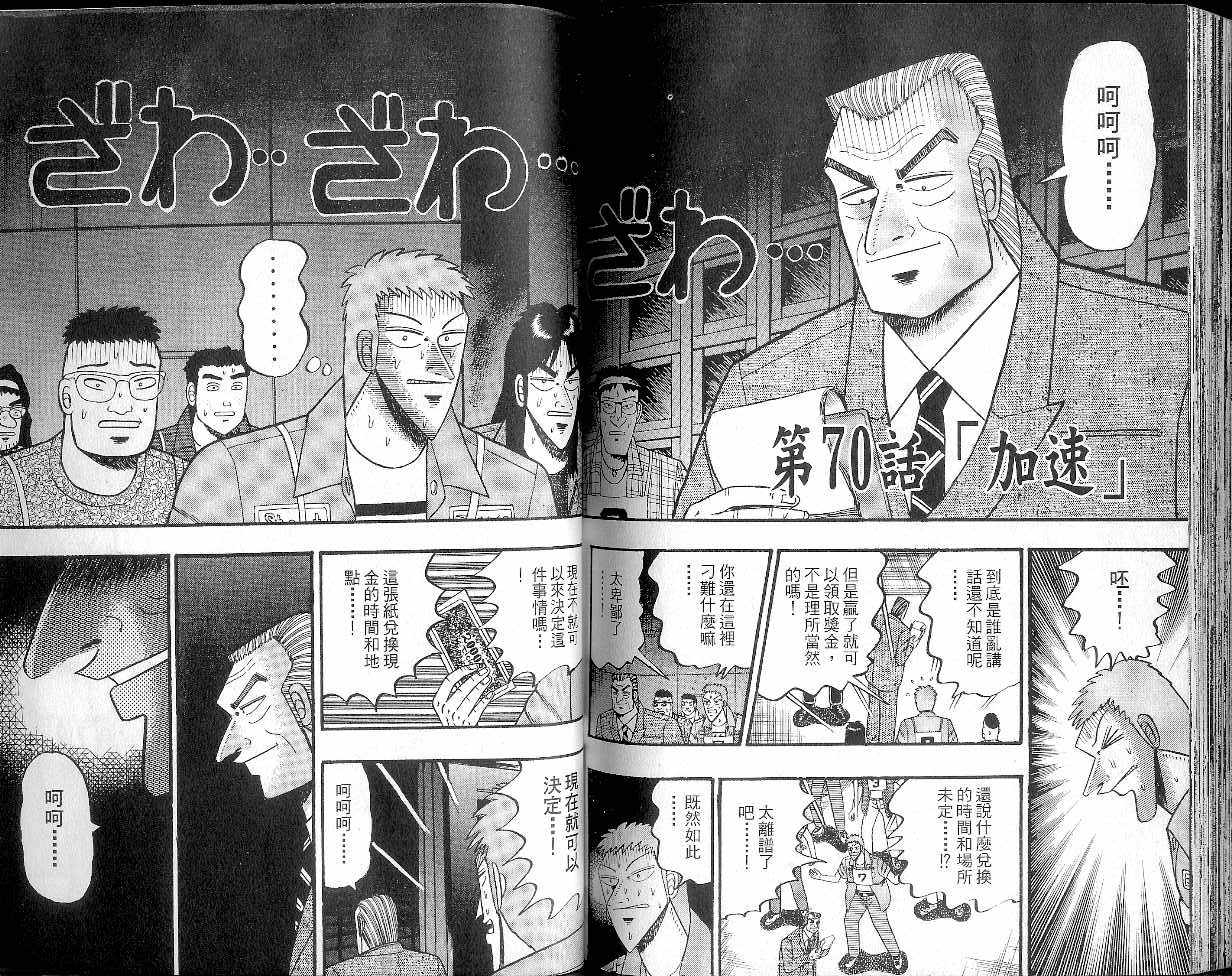 呵呵呵……
ざわ…
第70話「加速」
ざわ…
ざわ‥
……
呸……！
到底是誰亂講
話還不知道呢
……
但是贏了就可
以領取獎金，
不是理所當然
的嗎！
你還在這裡
刁難什麼嘛
……
太卑鄙了
……！
還說什麼兌換
的時間和場所
未定……!?
太離譜了
吧……！
7
既然如此
……
現在不就可
以來決定這
件事情嗎…
！
這張紙兌換現
金的時間和地
點……！
現在就可以
決定……！
呵呵呵……
呵呵……